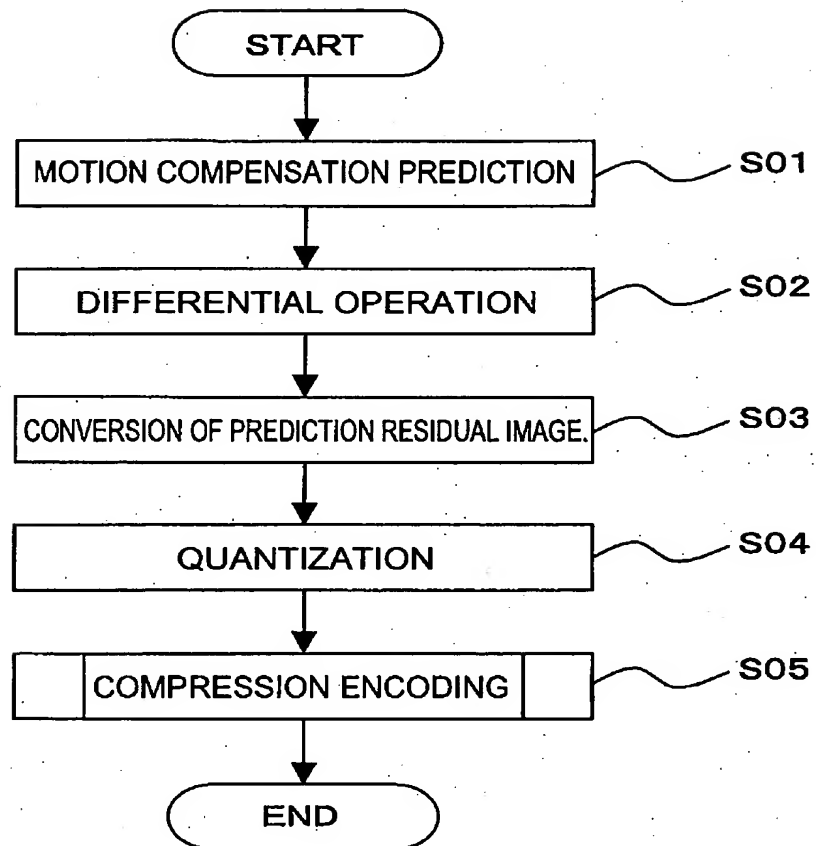 START
MOTION COMPENSATION PREDICTION
S01
DIFFERENTIAL OPERATION
S02
CONVERSION OF PREDICTION RESIDUAL IMAGE.
S03
QUANTIZATION
S04
COMPRESSION ENCODING
S05
END